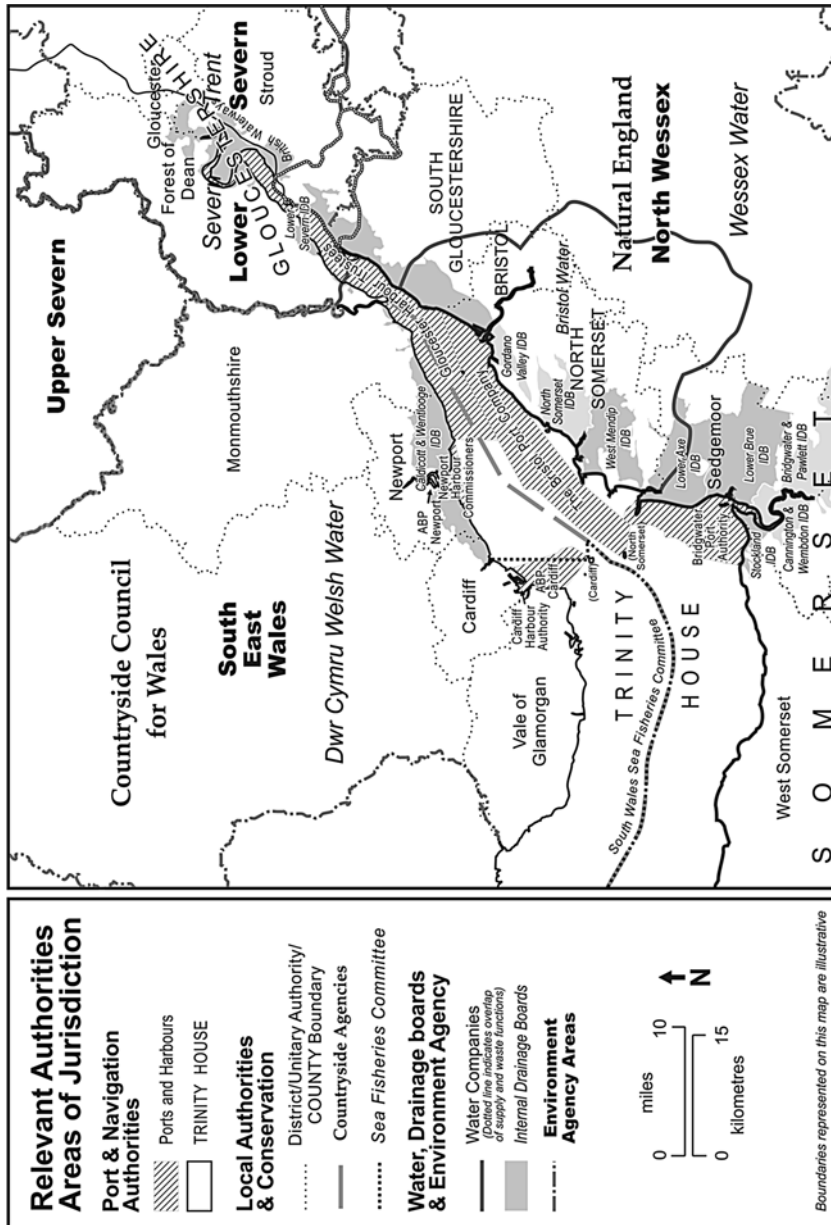 Relevant Authorities
Areas of Jurisdiction
Port & Navigation
Authorities
Ports and Harbours
TRINITY HOUSE
Local Authorities
& Conservation
District/Unitary Authority/
COUNTY Boundary
Countryside Agencies
Sea Fisheries Committee
Water, Drainage boards
& Environment Agency
Water Companies
(Dotted line indicates overlap
of supply and waste functions)
Internal Drainage Boards
Environment
Agency Areas
miles
0
10
0
15
kilometres
N
Boundaries represented on this map are illustrative
Countryside Council
for Wales
South
East
Wales
Dwr Cymru Welsh Water
Upper Severn
Monmouthshire
Forest of
Dean
Gloucester
Severn Trent
Lower Severn
GLOUCESTERSHIRE
Stroud
British Waterways
Lower
Severn IDB
Gloucester Harbour Trustees
SOUTH
GLOUCESTERSHIRE
Newport
Caldicott & Wentlooge
IDB
ABP
Newport
Newport
Harbour
Commissioners
Cardiff
Cardiff
Harbour
Authority
ABP
Cardiff
(Cardiff)
Vale of
Glamorgan
The Bristol Port Company
BRISTOL
Bristol Water
Natural England
North Wessex
Wessex Water
Gordano
Valley IDB
North
Somerset
IDB
NORTH
SOMERSET
West Mendip
IDB
(North
Somerset)
TRINITY
HOUSE
South Wales Sea Fisheries Committee
Lower Axe
IDB
Sedgemoor
Bridgwater
Port
Authority
Lower Brue
IDB
Stockland
IDB
Bridgwater &
Pawlett IDB
Cannington &
Wembdon IDB
West Somerset
SOMERSET